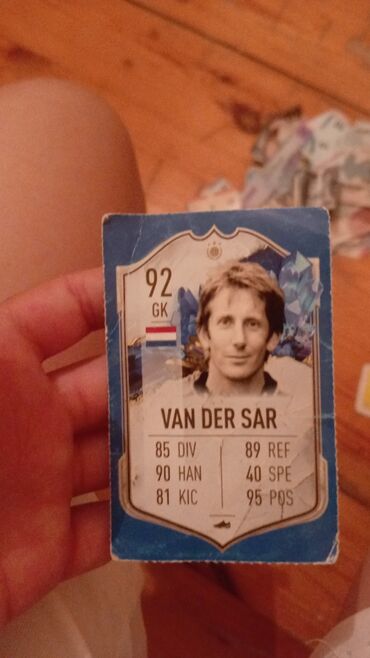 92
GK
VAN DER SAR
85 DIV 89 REF
90 HAN 40 SPE
81 KIC 95 POS